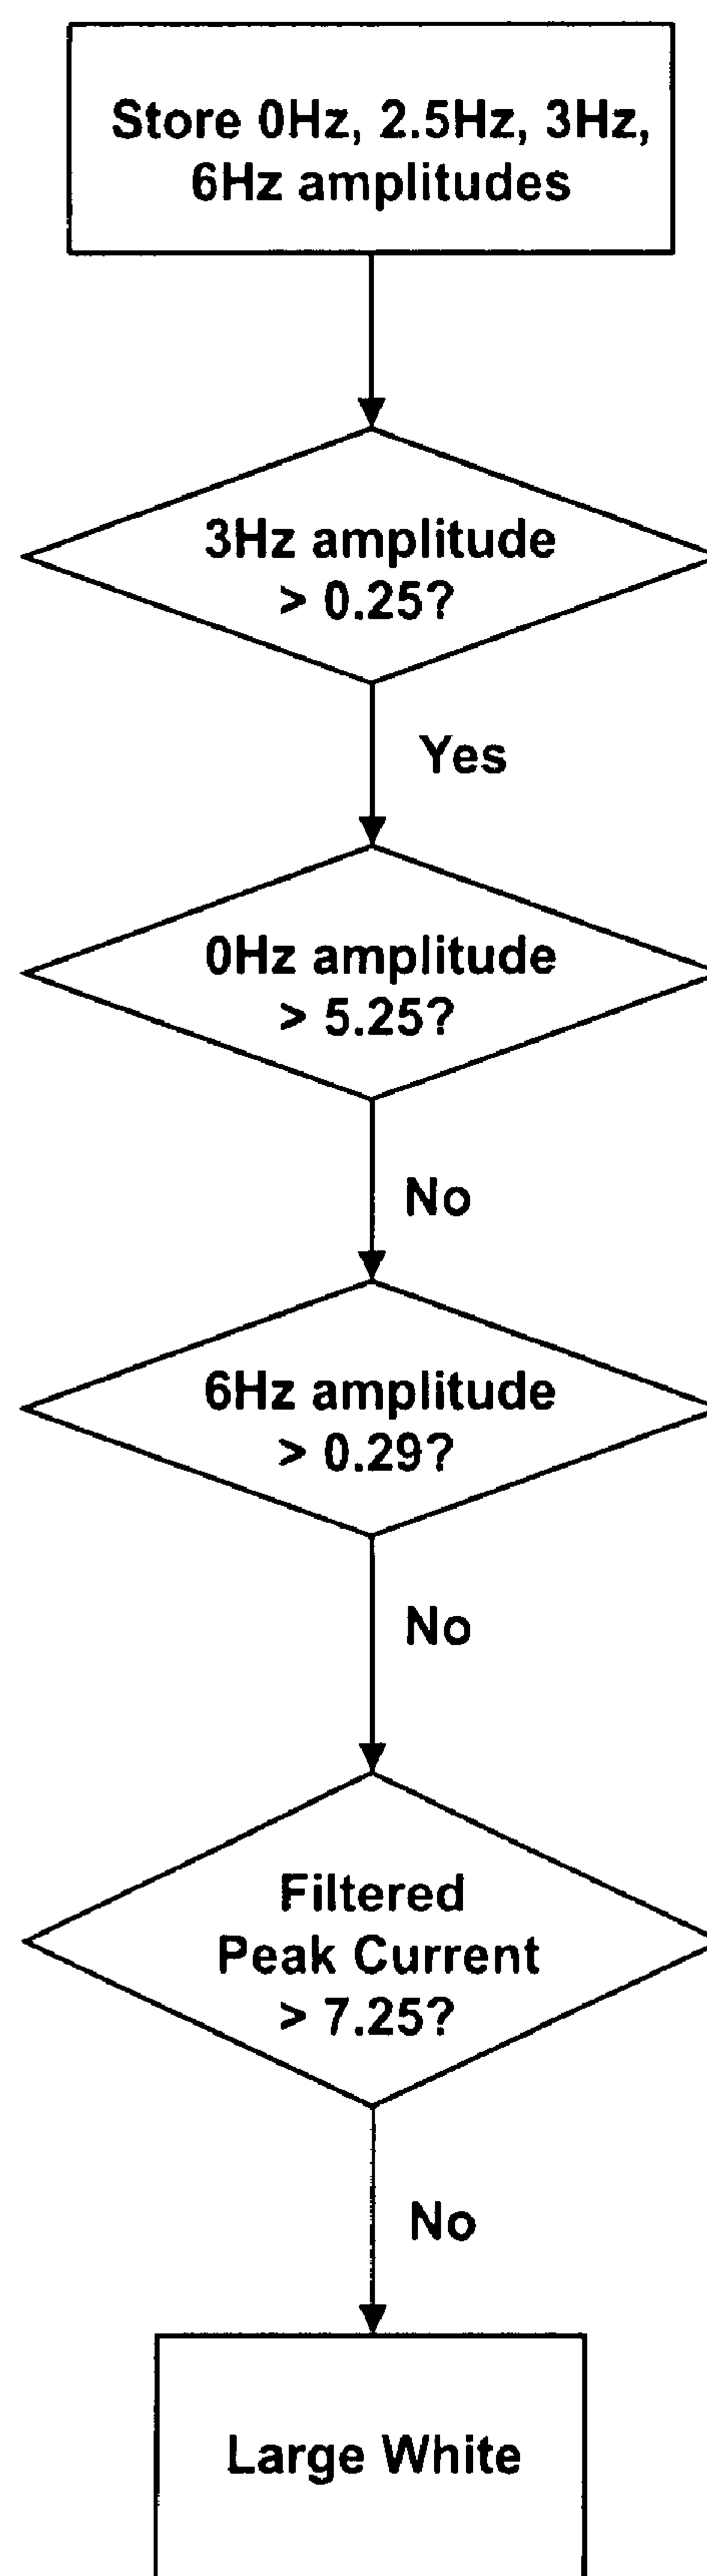 Store 0Hz, 2.5Hz, 3Hz,
6Hz amplitudes
3Hz amplitude
> 0.25?
Yes
0Hz amplitude
> 5.25?
No
6Hz amplitude
> 0.29?
No
Filtered
Peak Current
> 7.25?
No
Large White